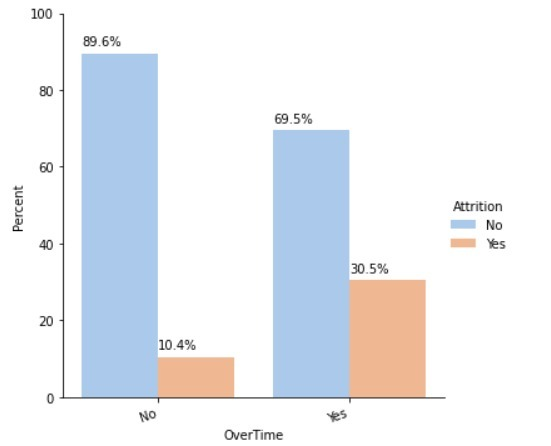 100
80
60
40
20
0
Percent
89.6%
10.4%
69.5%
30.5%
No
Yes
OverTime
Attrition
No
Yes